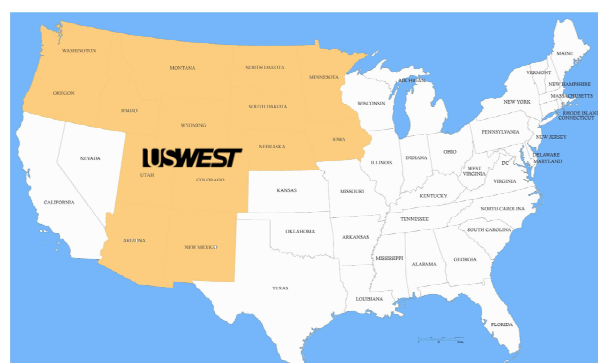 WASHINGTON
MONTANA
NORTH DAKOTA
MINNESOTA
OREGON
IDAHO
WYOMING
SOUTH DAKOTA
NEBRASKA
IOWA
USWEST
UTAH
COLORADO
ARIZONA
NEW MEXICO
NEVADA
CALIFORNIA
KANSAS
OKLAHOMA
TEXAS
WISCONSIN
MICHIGAN
ILLINOIS
INDIANA
OHIO
MISSOURI
KENTUCKY
WEST
VIRGINIA
VIRGINIA
TENNESSEE
NORTH CAROLINA
SOUTH CAROLINA
ARKANSAS
MISSISSIPPI
ALABAMA
GEORGIA
LOUISIANA
FLORIDA
MAINE
VERMONT
NEW HAMPSHIRE
MASSACHUSETTS
RHODE ISLAND
CONNECTICUT
NEW YORK
PENNSYLVANIA
NEW JERSEY
DELAWARE
MARYLAND
DC